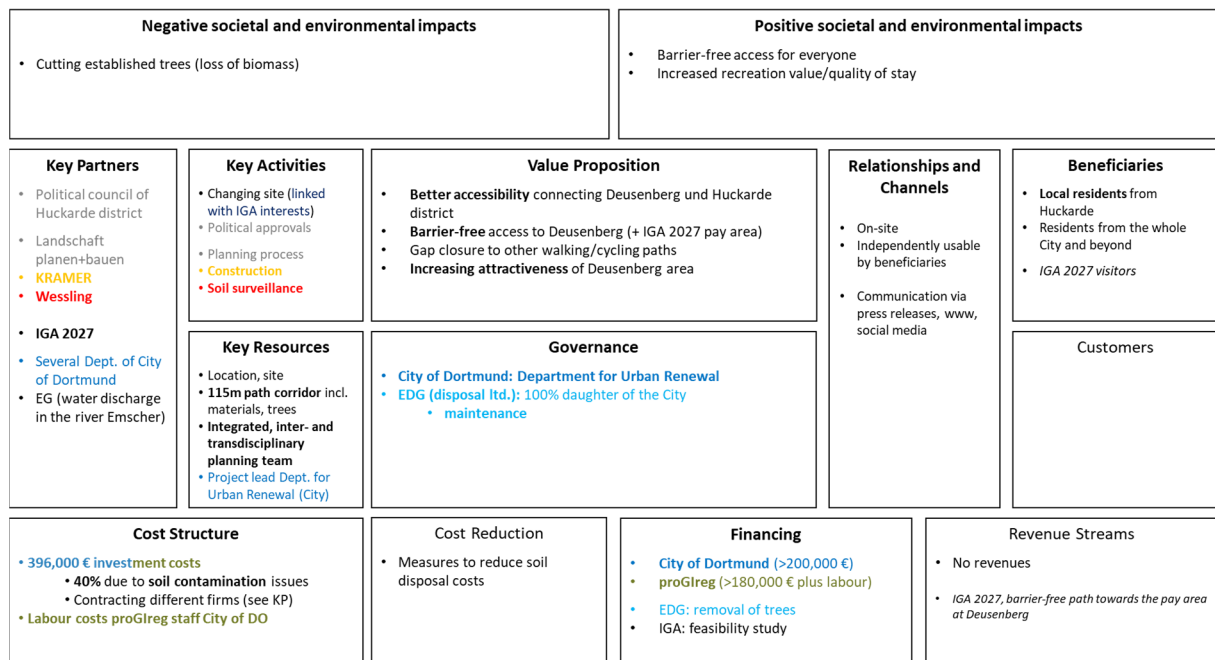 Negative societal and environmental impacts
• Cutting established trees (loss of biomass)
Positive societal and environmental impacts
• Barrier-free access for everyone
• Increased recreation value/quality of stay
Key Partners
• Political council of
Huckarde district
• Landschaft
planen+bauen
• KRAMER
• Wessling
• IGA 2027
• Several Dept. of City
of Dortmund
• EG (water discharge
in the river Emscher)
Key Activities
• Changing site (linked
with IGA interests)
• Political approvals
• Planning process
• Construction
• Soil surveillance
Key Resources
• Location, site
• 115m path corridor incl.
materials, trees
• Integrated, inter- and
transdisciplinary
planning team
• Project lead Dept. for
Urban Renewal (City)
Value Proposition
• Better accessibility connecting Deusenberg und Huckarde
district
• Barrier-free access to Deusenberg (+ IGA 2027 pay area)
• Gap closure to other walking/cycling paths
• Increasing attractiveness of Deusenberg area
Governance
• City of Dortmund: Department for Urban Renewal
• EDG (disposal ltd.): 100% daughter of the City
• maintenance
Relationships and
Channels
• On-site
• Independently usable
by beneficiaries
• Communication via
press releases, www,
social media
Beneficiaries
• Local residents from
Huckarde
• Residents from the whole
City and beyond
• IGA 2027 visitors
Customers
Cost Structure
• 396,000 € investment costs
• 40% due to soil contamination issues
• Contracting different firms (see KP)
• Labour costs proGIreg staff City of DO
Cost Reduction
• Measures to reduce soil
disposal costs
Financing
• City of Dortmund (>200,000 €)
• proGIreg (>180,000 € plus labour)
• EDG: removal of trees
• IGA: feasibility study
Revenue Streams
• No revenues
• IGA 2027, barrier-free path towards the pay area
at Deusenberg